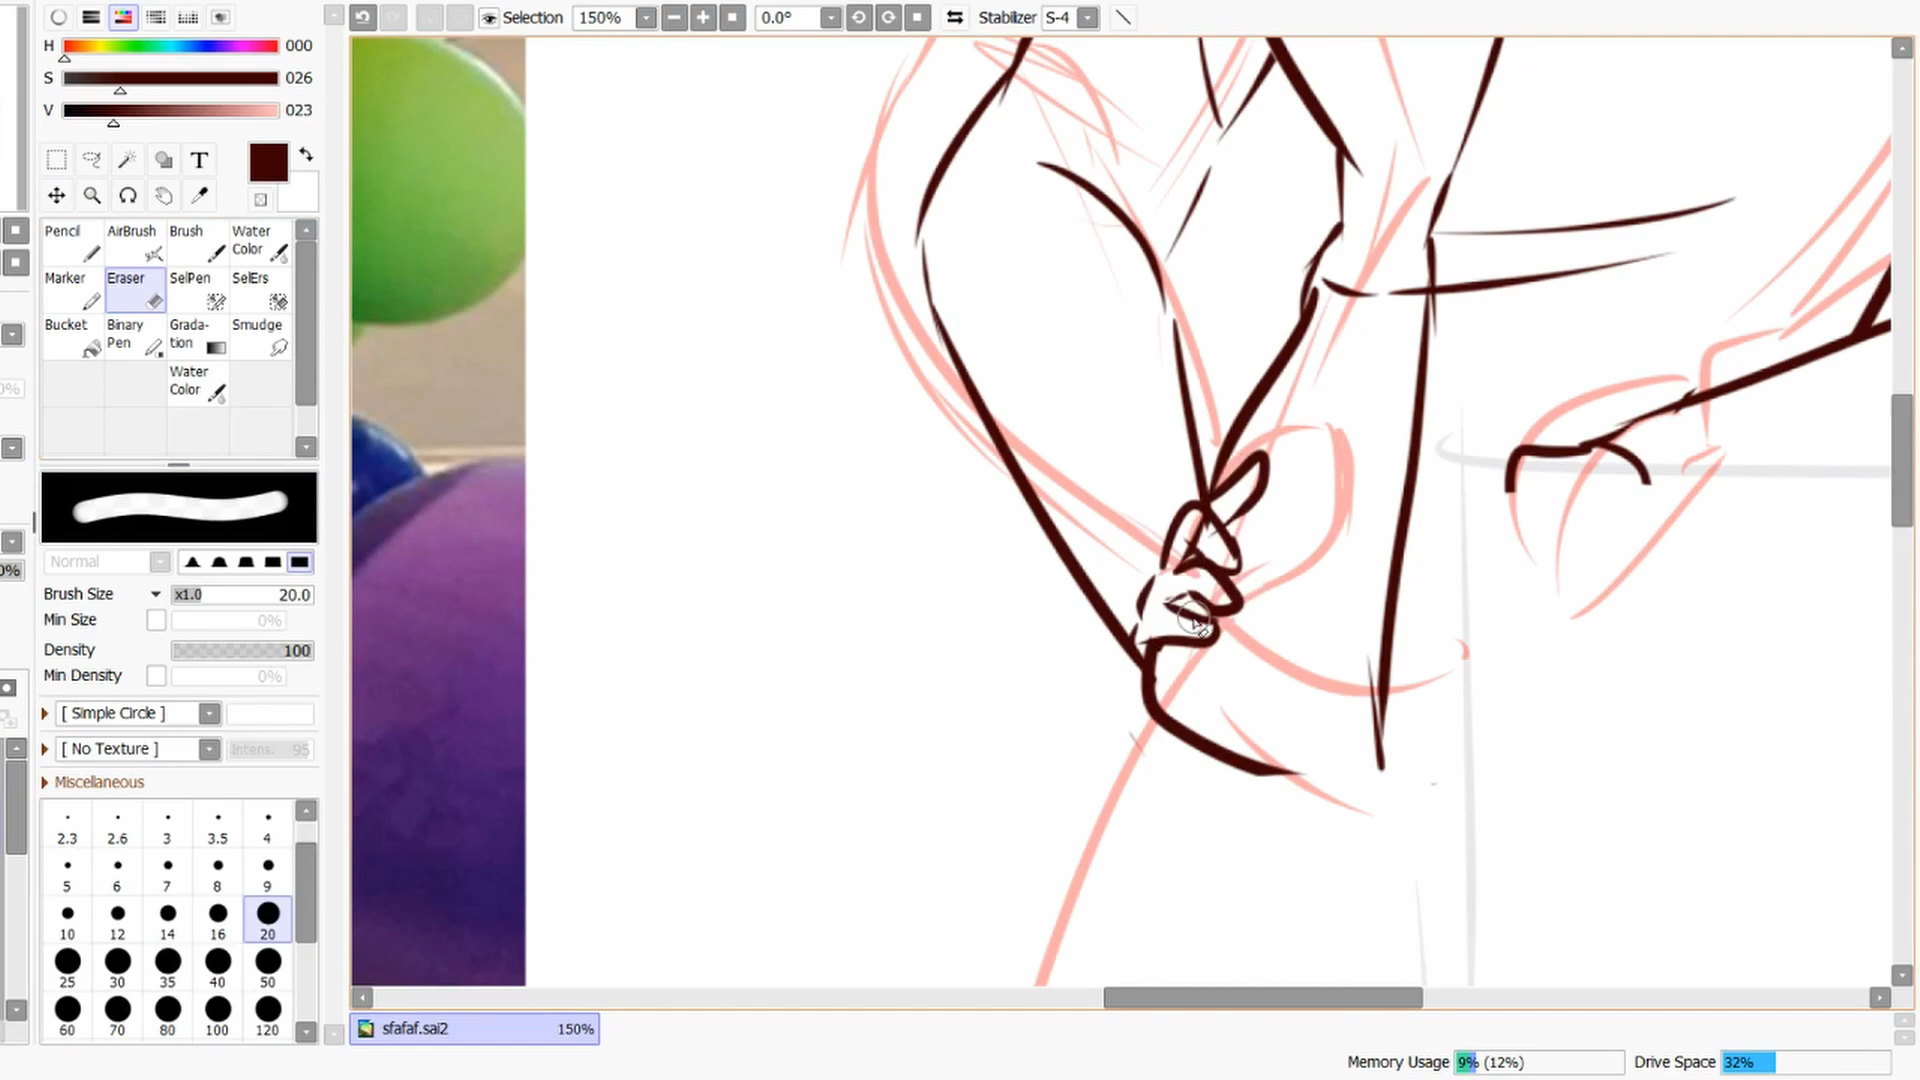 Selection 150% 0.0° Stabilizer S-4
H 000
S 026
V 023
T
Pencil AirBrush Brush Water Color
Marker Eraser SelPen SelErs
Bucket Binary Pen Grada-tion Smudge
Water Color
Normal
Brush Size x1.0 20.0
Min Size 0%
Density 100
Min Density 0%
[ Simple Circle ]
[ No Texture ] Intens. 95
Miscellaneous
2.3 2.6 3 3.5 4
5 6 7 8 9
10 12 14 16 20
25 30 35 40 50
60 70 80 100 120
0%
0%
sfafaf.sai2 150%
Memory Usage 9% (12%) Drive Space 32%